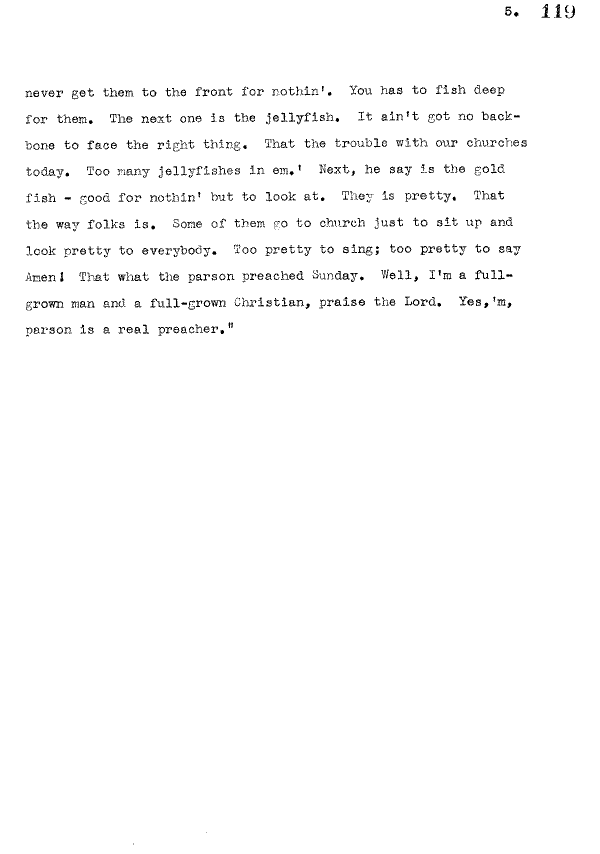 5. 119
never get them to the front for nothin'. You has to fish deep
for them. The next one is the jellyfish. It ain't got no back-
bone to face the right thing. That the trouble with our churches
today. Too many jellyfishes in em.' Next, he say is the gold
fish - good for nothin' but to look at. They is pretty. That
the way folks is. Some of them go to church just to sit up and
look pretty to everybody. Too pretty to sing; too pretty to say
Amen! That what the parson preached Sunday. Well, I'm a full-
grown man and a full-grown Christian, praise the Lord. Yes,'m,
parson is a real preacher."